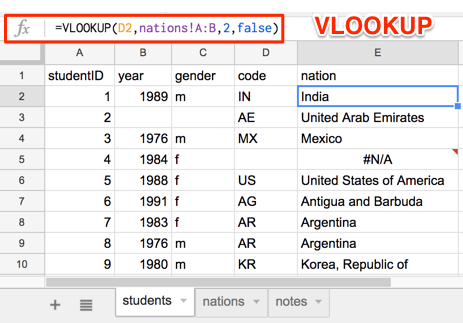 fx =VLOOKUP(D2,nations!A:B,2,false) VLOOKUP
A B C D E
1 studentID year gender code nation
2 1 1989 m IN India
3 2 AE United Arab Emirates
4 3 1976 m MX Mexico
5 4 1984 f #N/A
6 5 1988 f US United States of America
7 6 1991 f AG Antigua and Barbuda
8 7 1983 f AR Argentina
9 8 1976 m AR Argentina
10 9 1980 m KR Korea, Republic of
+ students nations notes